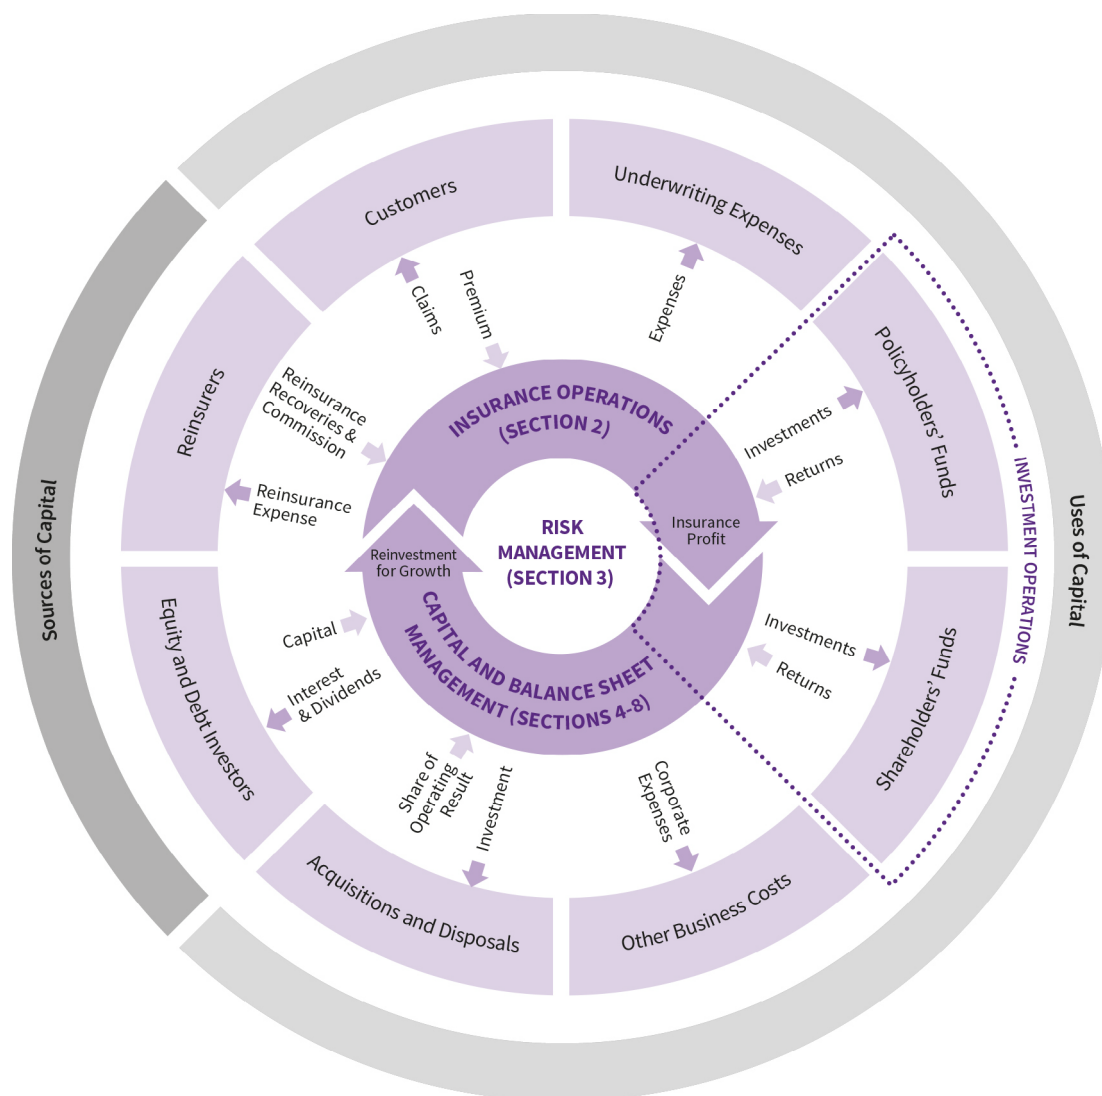 Customers
Underwriting Expenses
Claims
Premium
Expenses
Policyholders' Funds
Reinsurers
Reinsurance
Recoveries &
Commission
Reinsurance
Expense
INSURANCE OPERATIONS
(SECTION 2)
Investments
Returns
Insurance
Profit
RISK
MANAGEMENT
(SECTION 3)
Reinvestment
for Growth
CAPITAL AND BALANCE SHEET
MANAGEMENT (SECTIONS 4-8)
Sources of Capital
Uses of Capital
INVESTMENT OPERATIONS
Equity and Debt Investors
Capital
Interest
& Dividends
Investments
Returns
Shareholders' Funds
Share of
Operating
Result
Investment
Corporate
Expenses
Acquisitions and Disposals
Other Business Costs